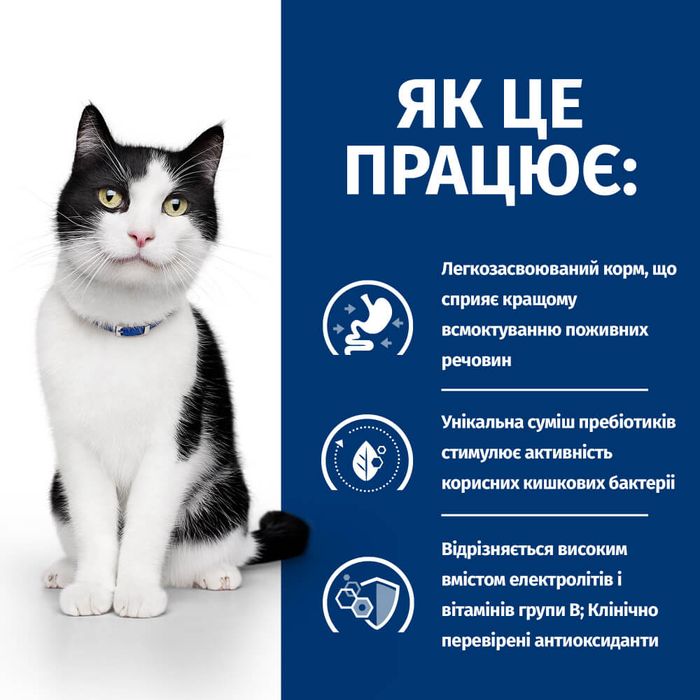 ЯК ЦЕ
ПРАЦЮЄ:
Легкозасвоюваний корм, що
сприяє кращому
всмоктуванню поживних
речовин
Унікальна суміш пребіотиків
стимулює активність
корисних кишкових бактерії
Відрізняється високим
вмістом електролітів і
вітамінів групи В; Клінічно
перевірені антиоксиданти